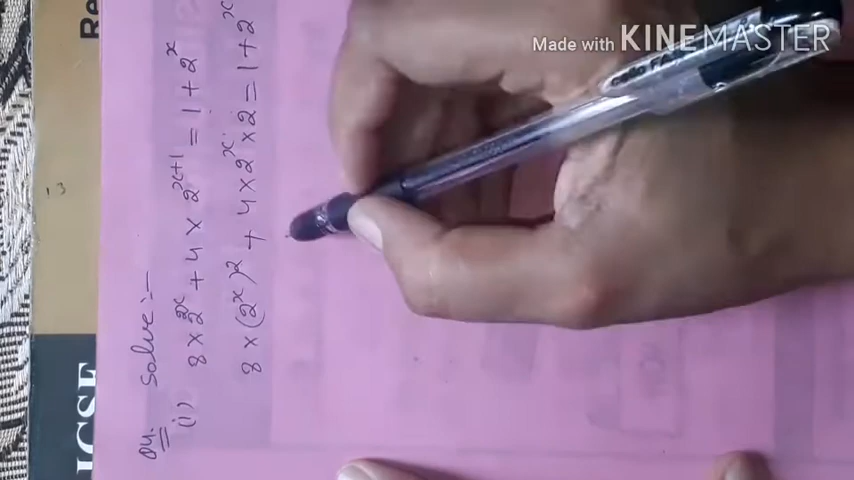 Q4. Solve :-
(i) 8 × 2^2x + 4 × 2^x+1 = 1 + 2^x
8 × (2^x)^2 + 4 × 2^x × 2 = 1 + 2^x
Made with KINEMASTER
ICSE